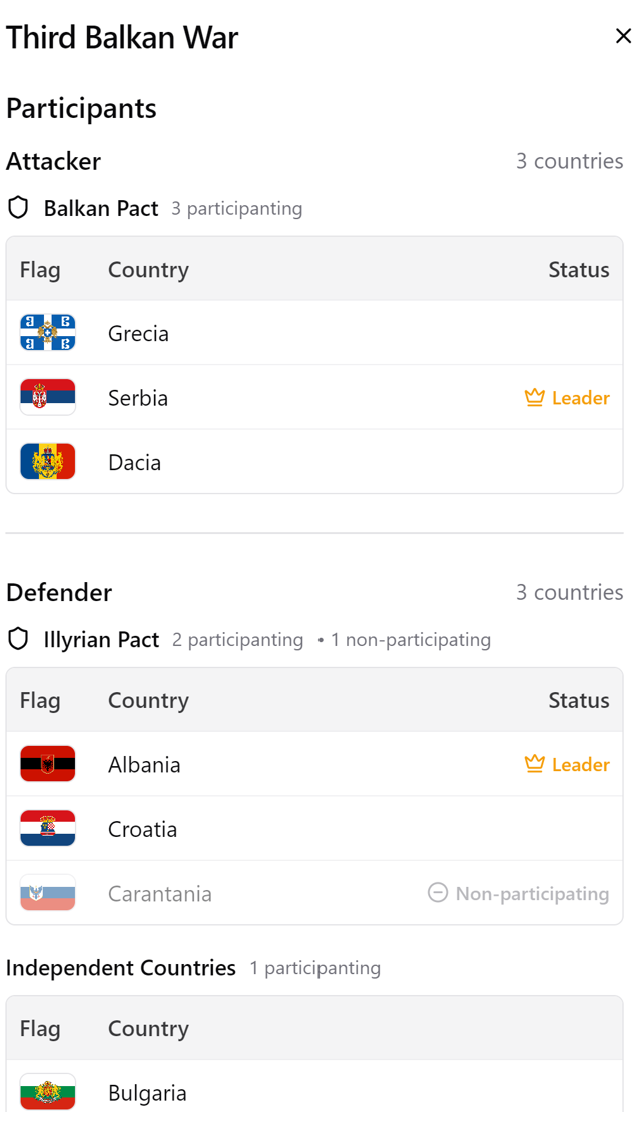 Third Balkan War
Participants
Attacker 3 countries
Balkan Pact 3 participanting
Flag Country Status
Grecia
Serbia Leader
Dacia
Defender 3 countries
Illyrian Pact 2 participanting • 1 non-participating
Flag Country Status
Albania Leader
Croatia
Carantania Non-participating
Independent Countries 1 participanting
Flag Country
Bulgaria